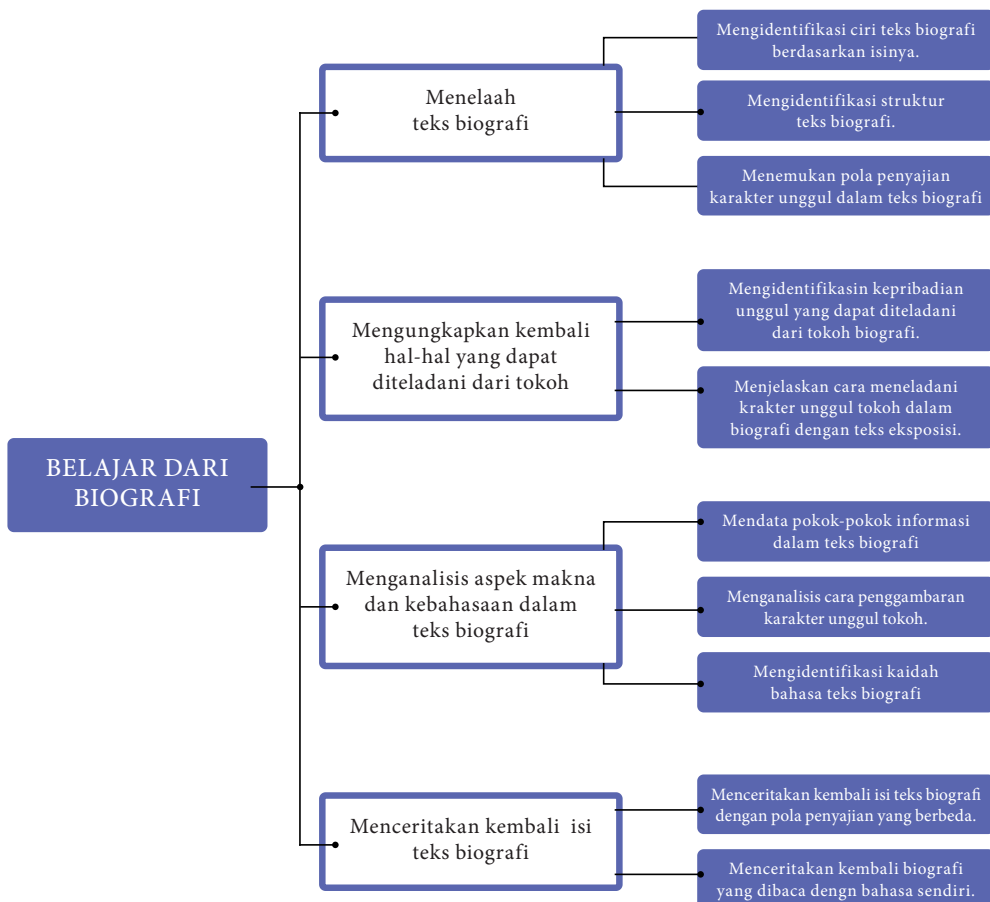 BELAJAR DARI
BIOGRAFI
Menelaah
teks biografi
Mengidentifikasi ciri teks biografi
berdasarkan isinya.
Mengidentifikasi struktur
teks biografi.
Menemukan pola penyajian
karakter unggul dalam teks biografi
Mengungkapkan kembali
hal-hal yang dapat
diteladani dari tokoh
Mengidentifikasin kepribadian
unggul yang dapat diteladani
dari tokoh biografi.
Menjelaskan cara meneladani
krakter unggul tokoh dalam
biografi dengan teks eksposisi.
Menganalisis aspek makna
dan kebahasaan dalam
teks biografi
Mendata pokok-pokok informasi
dalam teks biografi
Menganalisis cara penggambaran
karakter unggul tokoh.
Mengidentifikasi kaidah
bahasa teks biografi
Menceritakan kembali isi
teks biografi
Menceritakan kembali isi teks biografi
dengan pola penyajian yang berbeda.
Menceritakan kembali biografi
yang dibaca dengn bahasa sendiri.